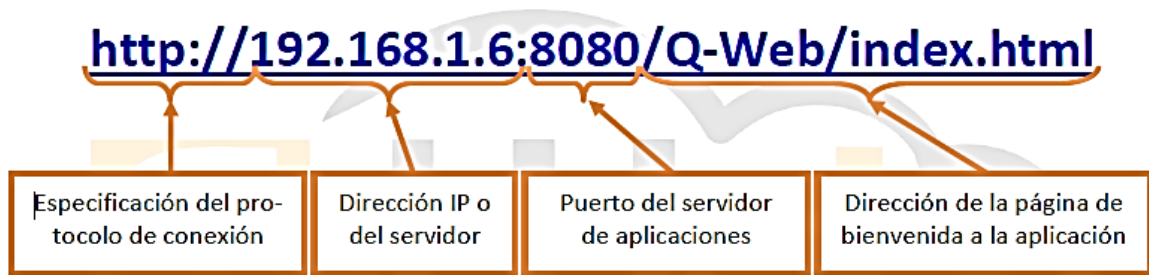 http://192.168.1.6:8080/Q-Web/index.html
Especificación del pro-
tocolo de conexión
Dirección IP o
del servidor
Puerto del servidor
de aplicaciones
Dirección de la página de
bienvenida a la aplicación